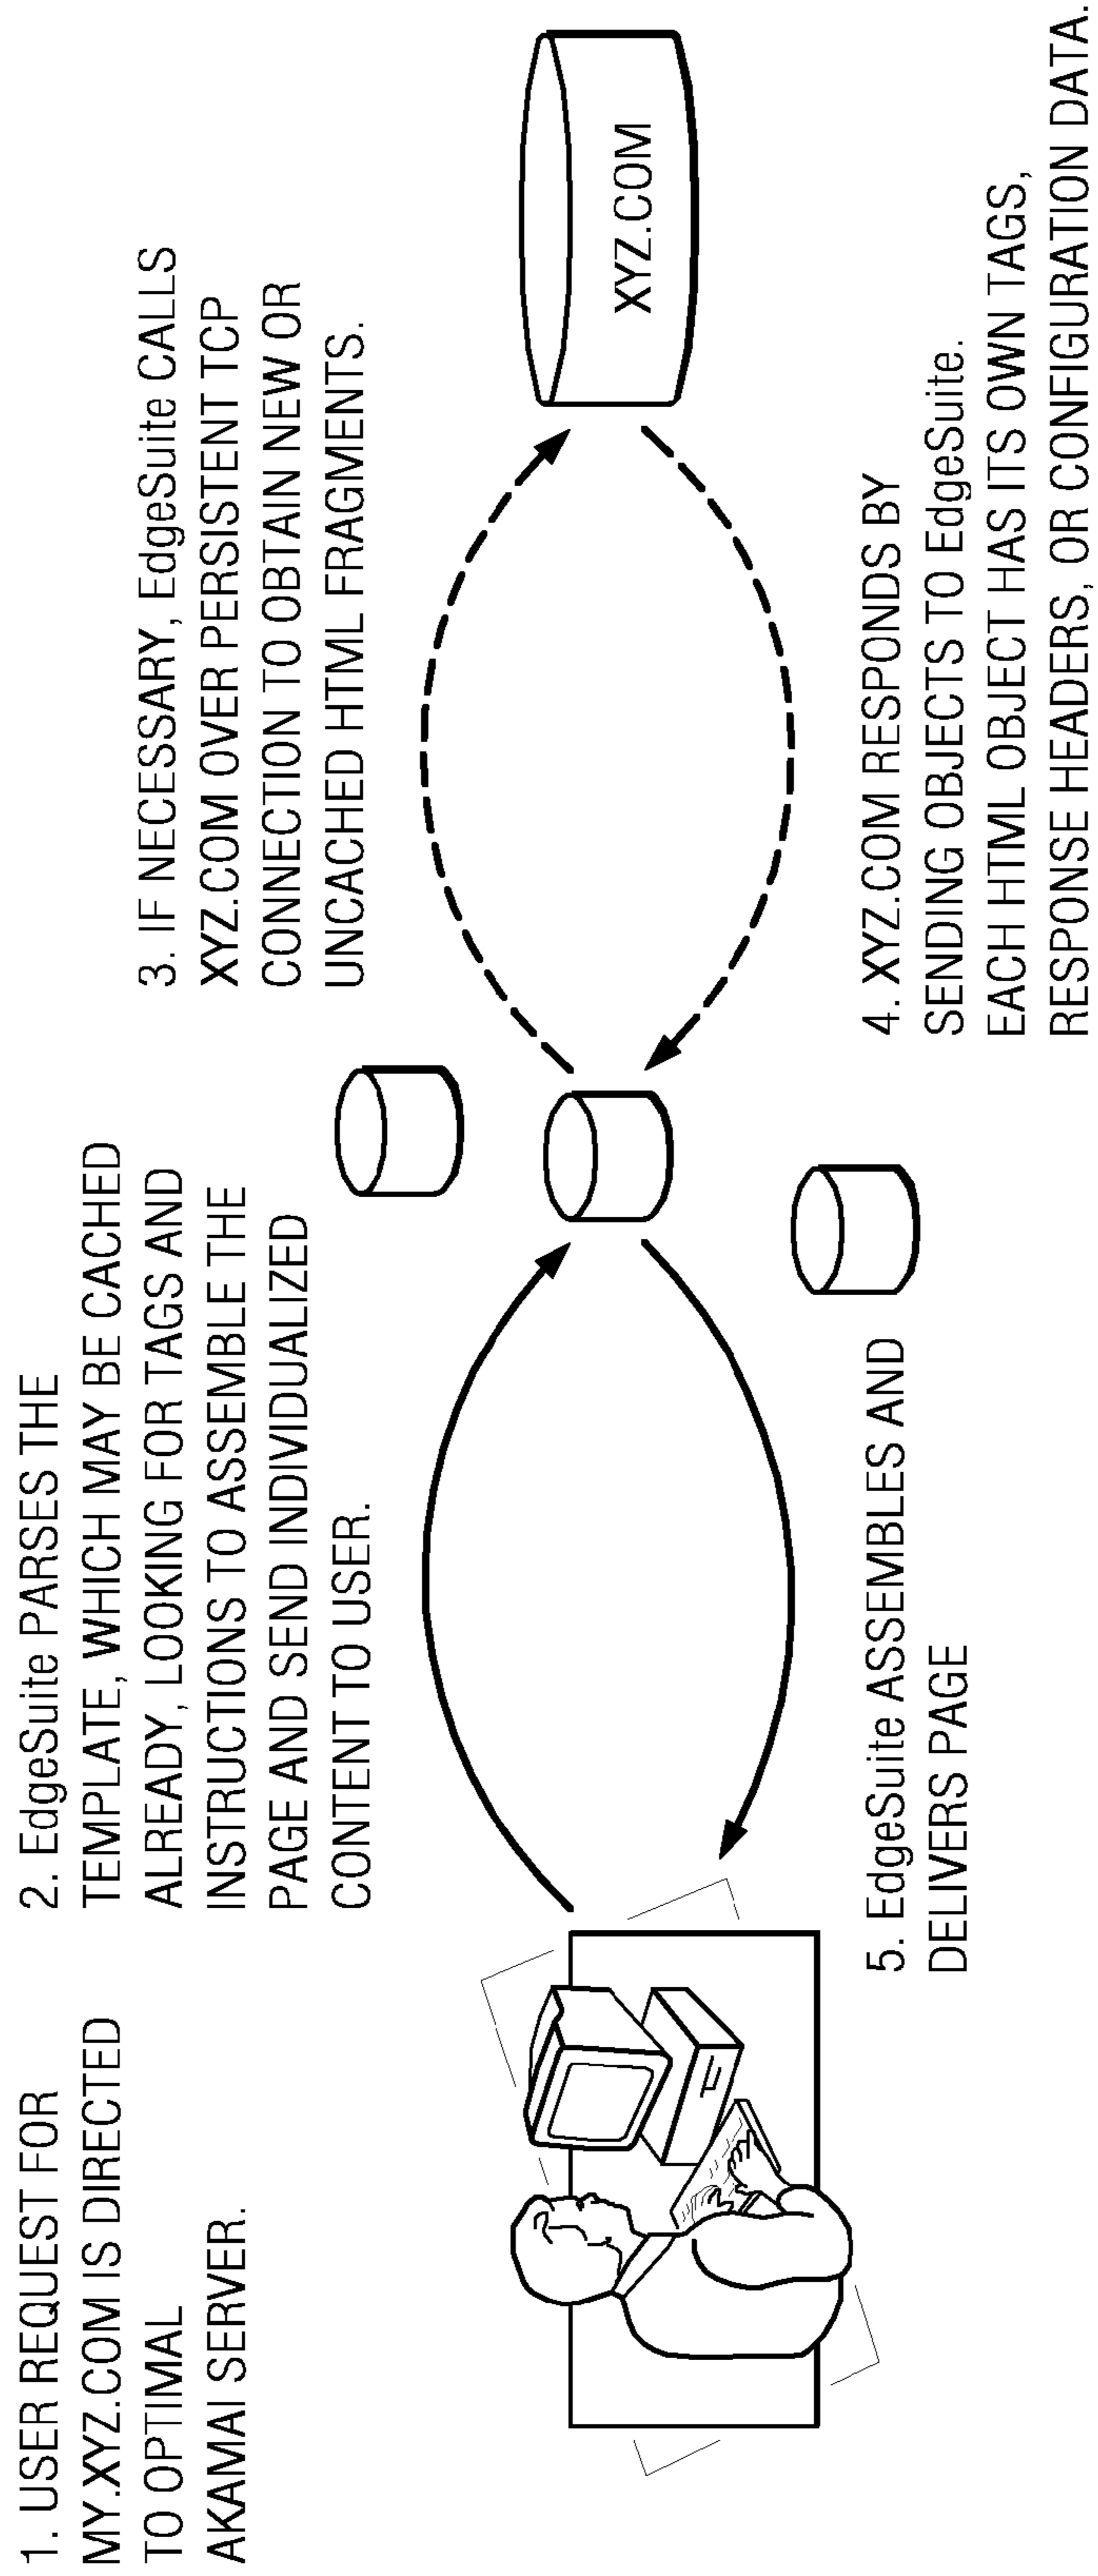 1. USER REQUEST FOR
MY.XYZ.COM IS DIRECTED
TO OPTIMAL
AKAMAI SERVER.
2. EdgeSuite PARSES THE
TEMPLATE, WHICH MAY BE CACHED
ALREADY, LOOKING FOR TAGS AND
INSTRUCTIONS TO ASSEMBLE THE
PAGE AND SEND INDIVIDUALIZED
CONTENT TO USER.
3. IF NECESSARY, EdgeSuite CALLS
XYZ.COM OVER PERSISTENT TCP
CONNECTION TO OBTAIN NEW OR
UNCACHED HTML FRAGMENTS.
XYZ.COM
4. XYZ.COM RESPONDS BY
SENDING OBJECTS TO EdgeSuite.
EACH HTML OBJECT HAS ITS OWN TAGS,
RESPONSE HEADERS, OR CONFIGURATION DATA.
5. EdgeSuite ASSEMBLES AND
DELIVERS PAGE